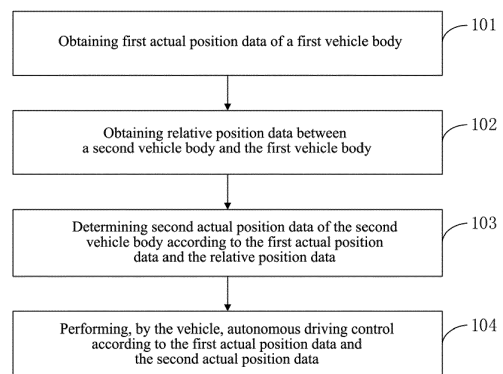 Obtaining first actual position data of a first vehicle body
101
Obtaining relative position data between
a second vehicle body and the first vehicle body
102
Determining second actual position data of the second
vehicle body according to the first actual position
data and the relative position data
103
Performing, by the vehicle, autonomous driving control
according to the first actual position data and
the second actual position data
104